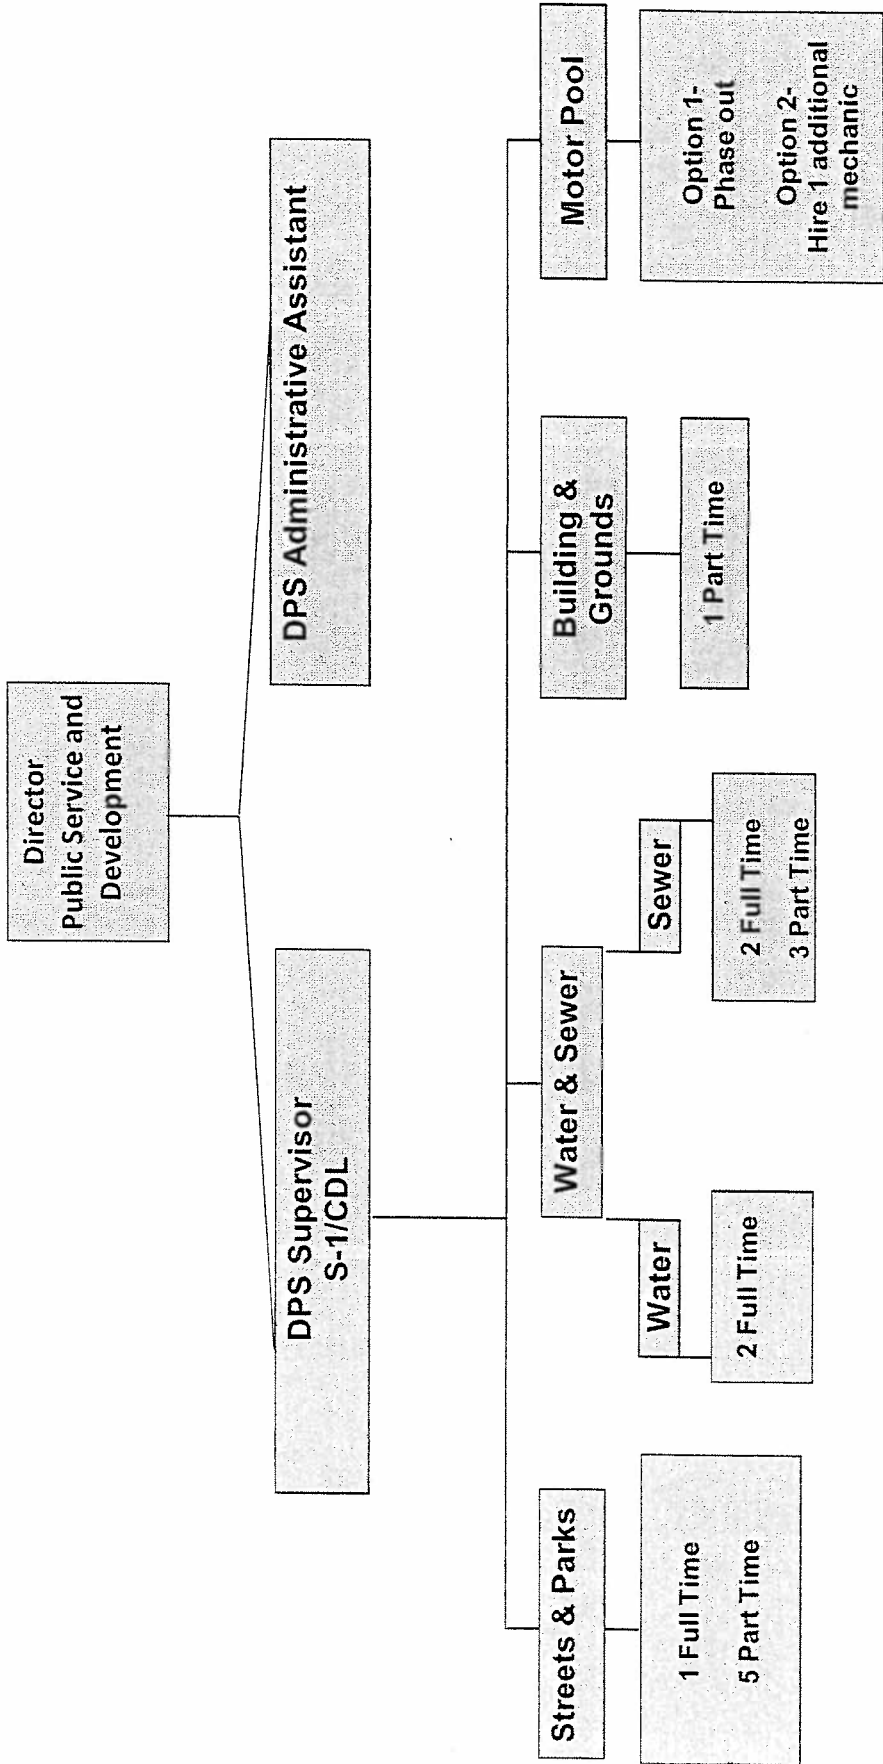 Director
Public Service and
Development
DPS Supervisor
S-1/CDL
DPS Administrative Assistant
Streets & Parks
1 Full Time
5 Part Time
Water & Sewer
Water
2 Full Time
Sewer
2 Full Time
3 Part Time
Building &
Grounds
1 Part Time
Motor Pool
Option 1-
Phase out
Option 2-
Hire 1 additional
mechanic